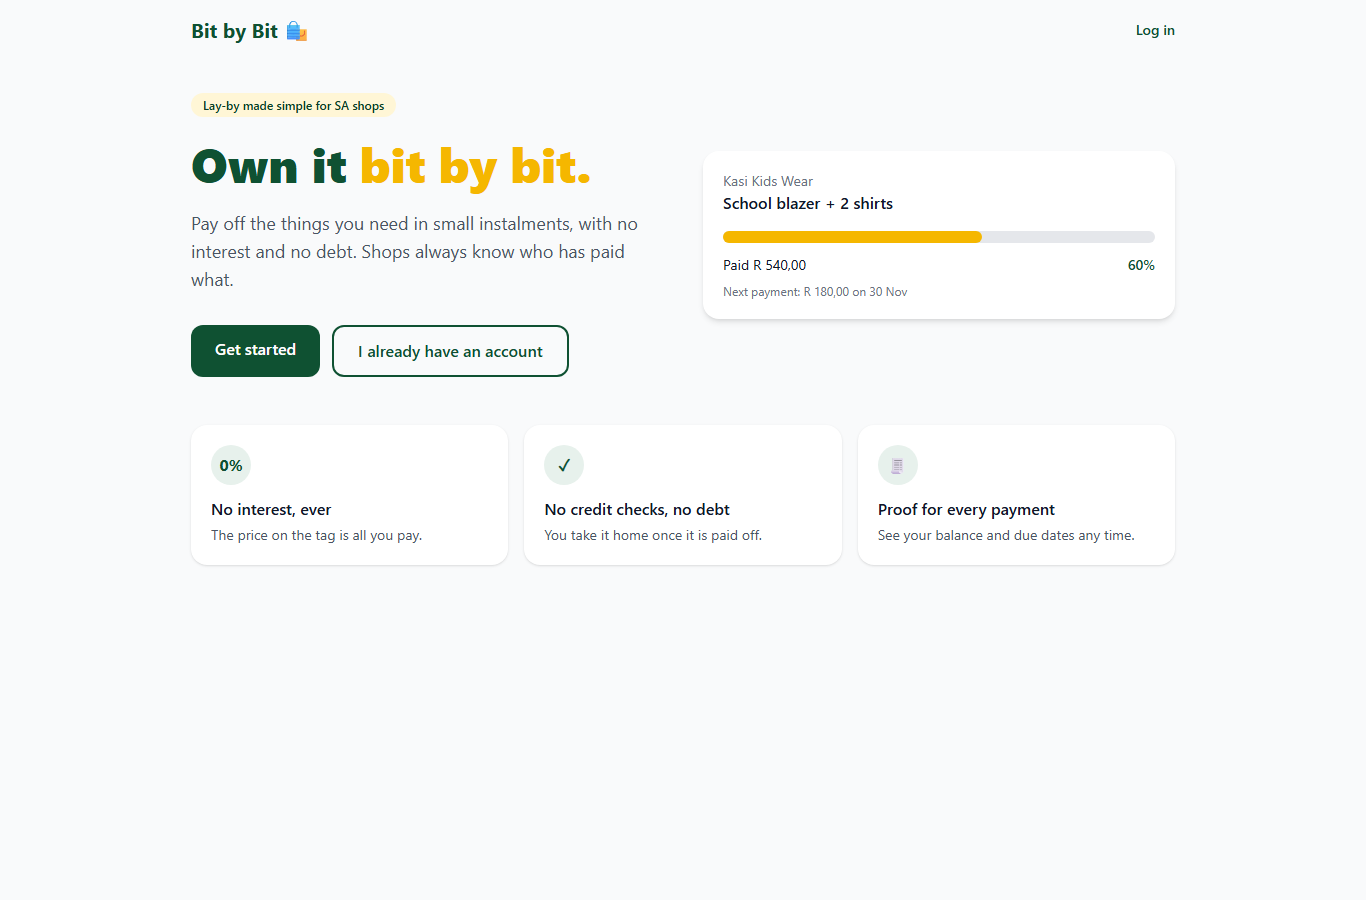 Bit by Bit
Log in
Lay-by made simple for SA shops
Own it bit by bit.
Pay off the things you need in small instalments, with no
interest and no debt. Shops always know who has paid
what.
Get started
I already have an account
Kasi Kids Wear
School blazer + 2 shirts
Paid R 540,00
60%
Next payment: R 180,00 on 30 Nov
0%
No interest, ever
The price on the tag is all you pay.
✓
No credit checks, no debt
You take it home once it is paid off.
Proof for every payment
See your balance and due dates any time.